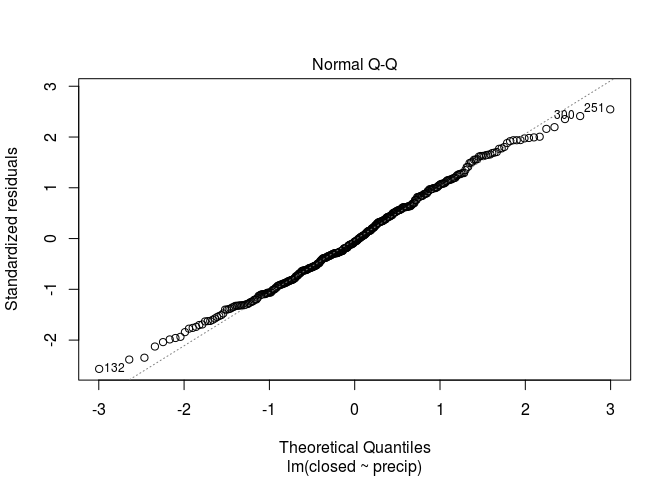 Normal Q-Q
3
2
1
0
-1
-2
Standardized residuals
300
251
132
-3 -2 -1 0 1 2 3
Theoretical Quantiles
lm(closed ~ precip)